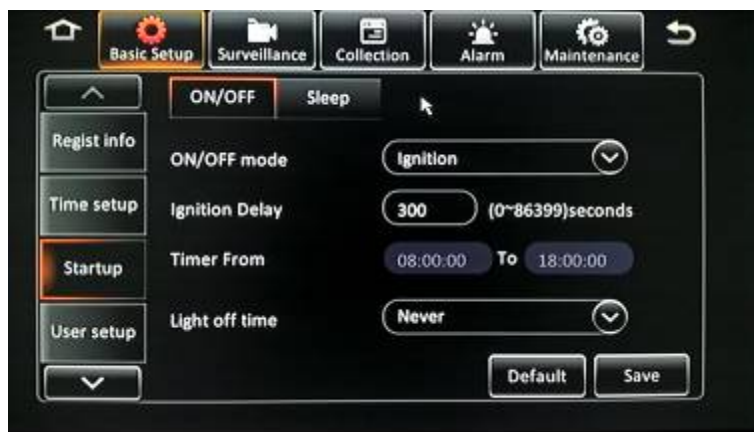 Basic Setup Surveillance Collection Alarm Maintenance
ON/OFF Sleep
Regist info
ON/OFF mode Ignition
Time setup
Ignition Delay 300 (0~86399)seconds
Startup
Timer From 08:00:00 To 18:00:00
User setup
Light off time Never
Default Save